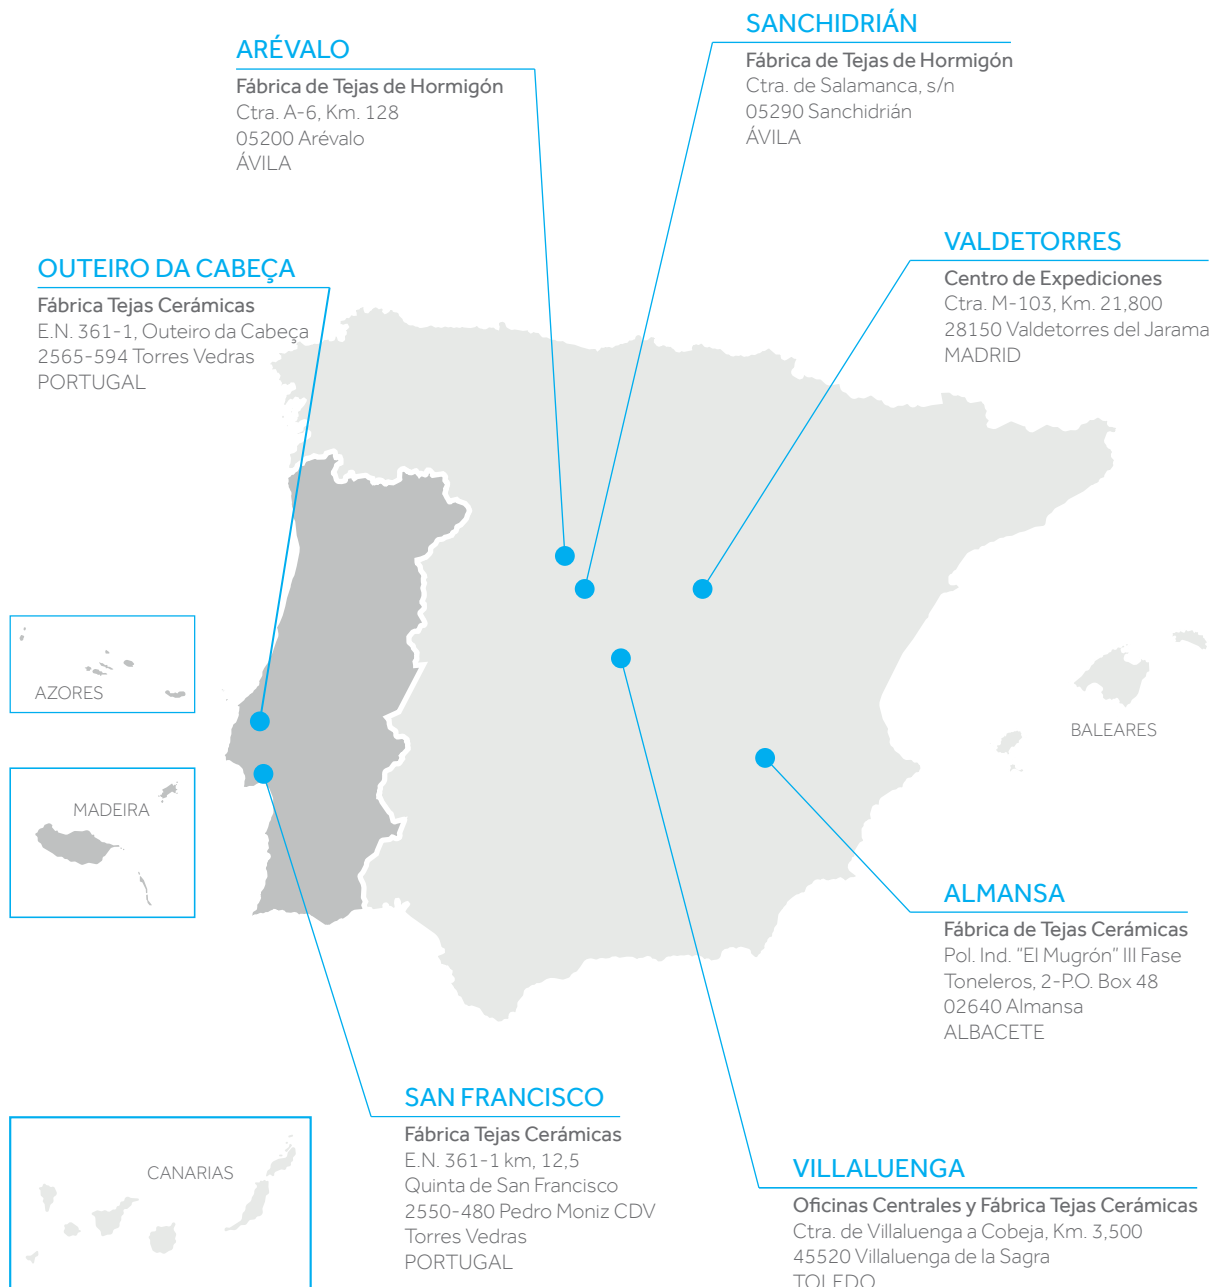 ARÉVALO
Fábrica de Tejas de Hormigón
Ctra. A-6, Km. 128
05200 Arévalo
ÁVILA
SANCHIDRIÁN
Fábrica de Tejas de Hormigón
Ctra. de Salamanca, s/n
05290 Sanchidrián
ÁVILA
OUTEIRO DA CABEÇA
Fábrica Tejas Cerámicas
E.N. 361-1, Outeiro da Cabeça
2565-594 Torres Vedras
PORTUGAL
VALDETORRES
Centro de Expediciones
Ctra. M-103, Km. 21,800
28150 Valdetorres del Jarama
MADRID
AZORES
MADEIRA
BALEARES
ALMANSA
Fábrica de Tejas Cerámicas
Pol. Ind. "El Mugrón" III Fase
Toneleros, 2-P.O. Box 48
02640 Almansa
ALBACETE
SAN FRANCISCO
Fábrica Tejas Cerámicas
E.N. 361-1 km, 12,5
Quinta de San Francisco
2550-480 Pedro Moniz CDV
Torres Vedras
PORTUGAL
CANARIAS
VILLALUENGA
Oficinas Centrales y Fábrica Tejas Cerámicas
Ctra. de Villaluenga a Cobeja, Km. 3,500
45520 Villaluenga de la Sagra
TOLEDO